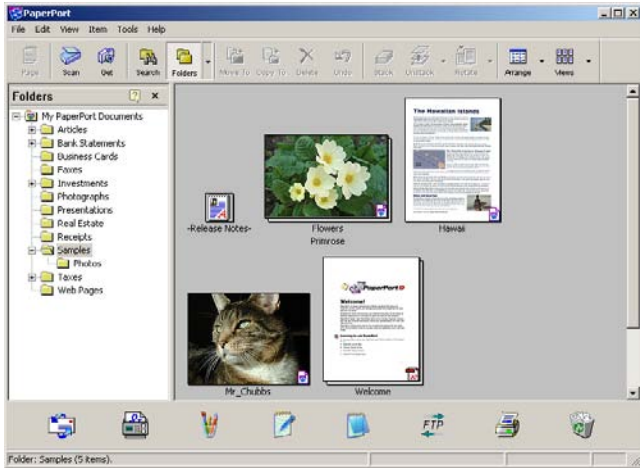 PaperPort
File Edit View Item Tools Help
Page Scan Get Search Folders Move To Copy To Delete Undo Stack Unstack Rotate Arrange Views
Folders
My PaperPort Documents
Articles
Bank Statements
Business Cards
Faxes
Investments
Photographs
Presentations
Real Estate
Receipts
Samples
Photos
Taxes
Web Pages
The Hawaiian Islands
-Release Notes-
Flowers
Primrose
Hawaii
PaperPort
Welcome!
Mr_Chubbs
Welcome
FTP
Folder: Samples (5 items).